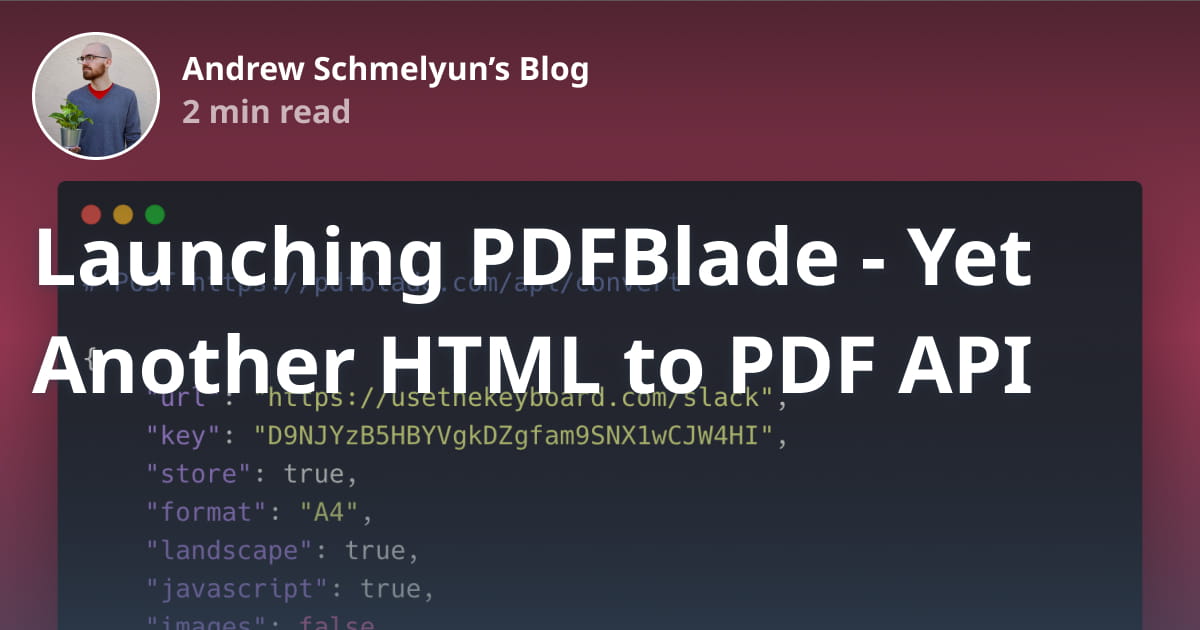 Andrew Schmelyun’s Blog
2 min read
Launching PDFBlade - Yet
# POST https://pdfblade.com/api/convert
Another HTML to PDF API
{
"url": "https://usethekeyboard.com/slack",
"key": "D9NJYzB5HBYVgkDZgfam9SNX1wCJW4HI",
"store": true,
"format": "A4",
"landscape": true,
"javascript": true,
"images": false